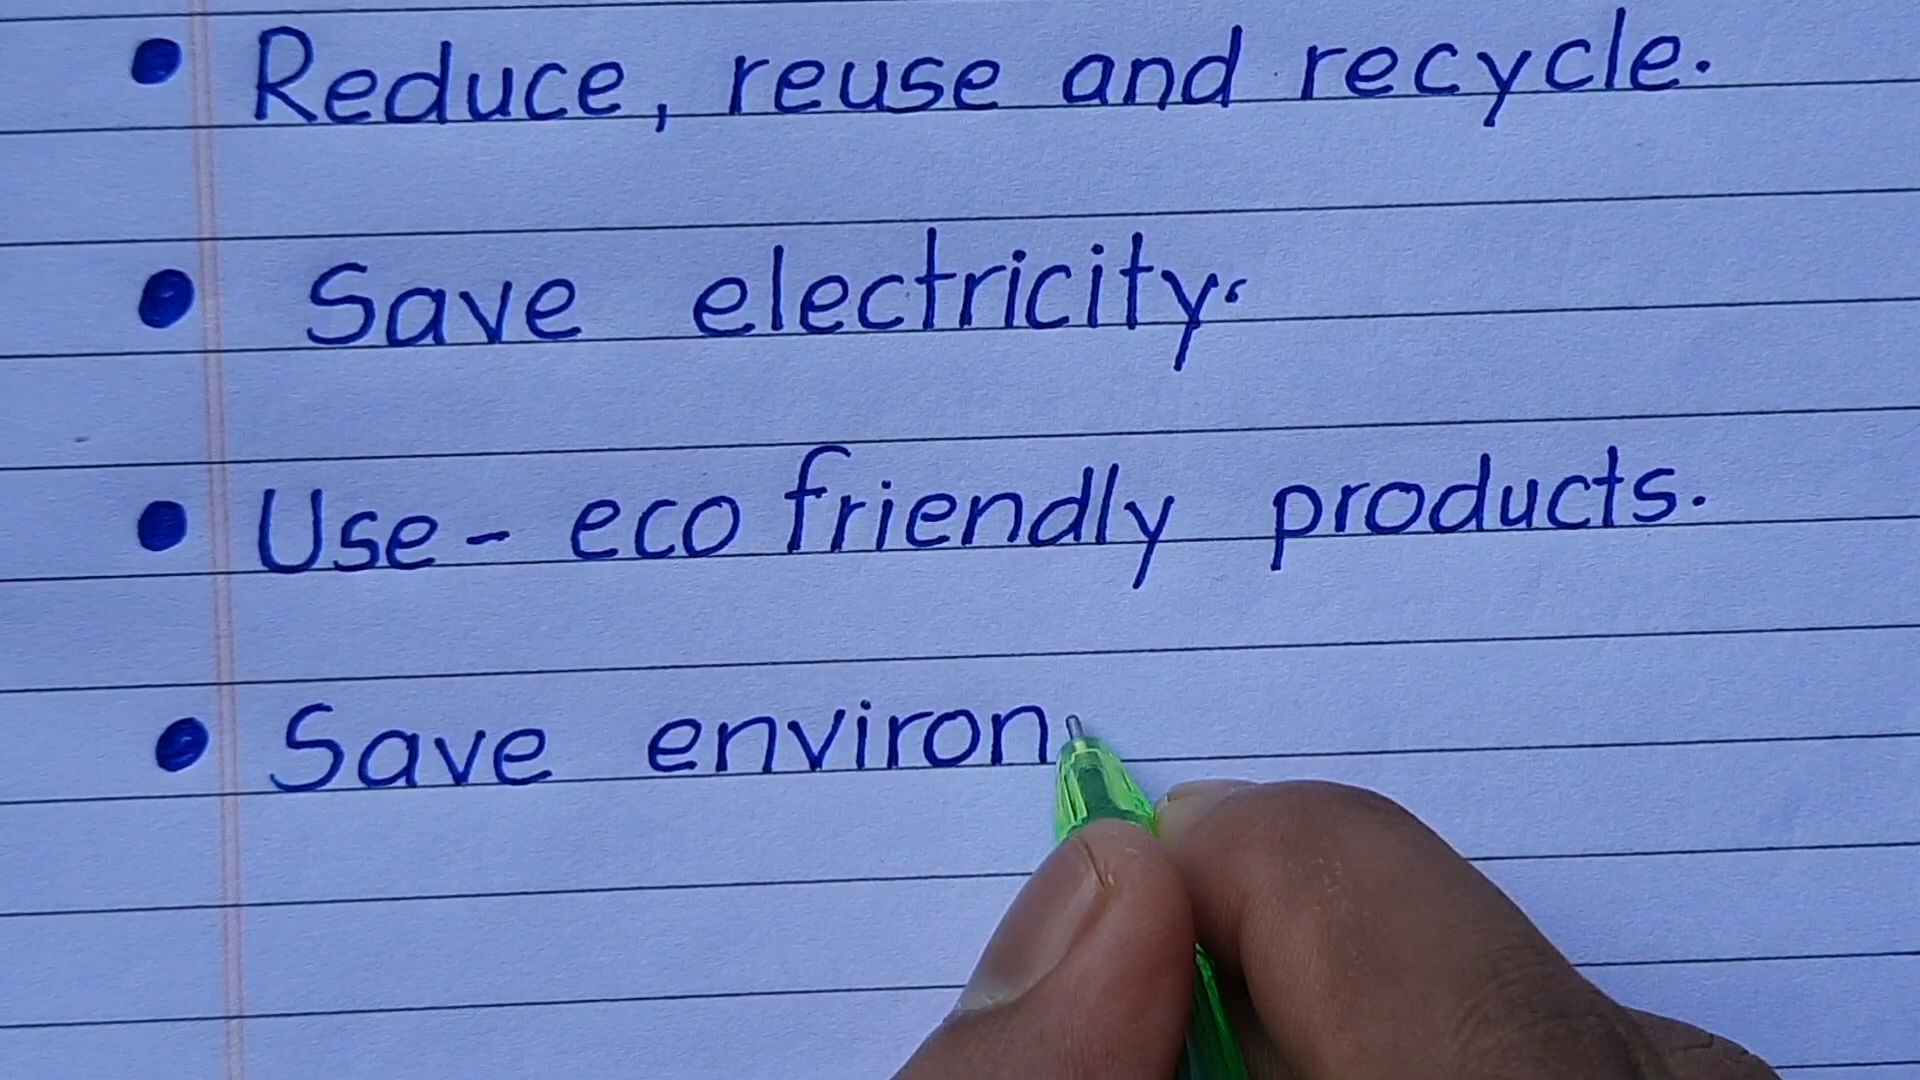 • Reduce, reuse and recycle.
• Save electricity.
• Use - eco friendly products.
• Save environ